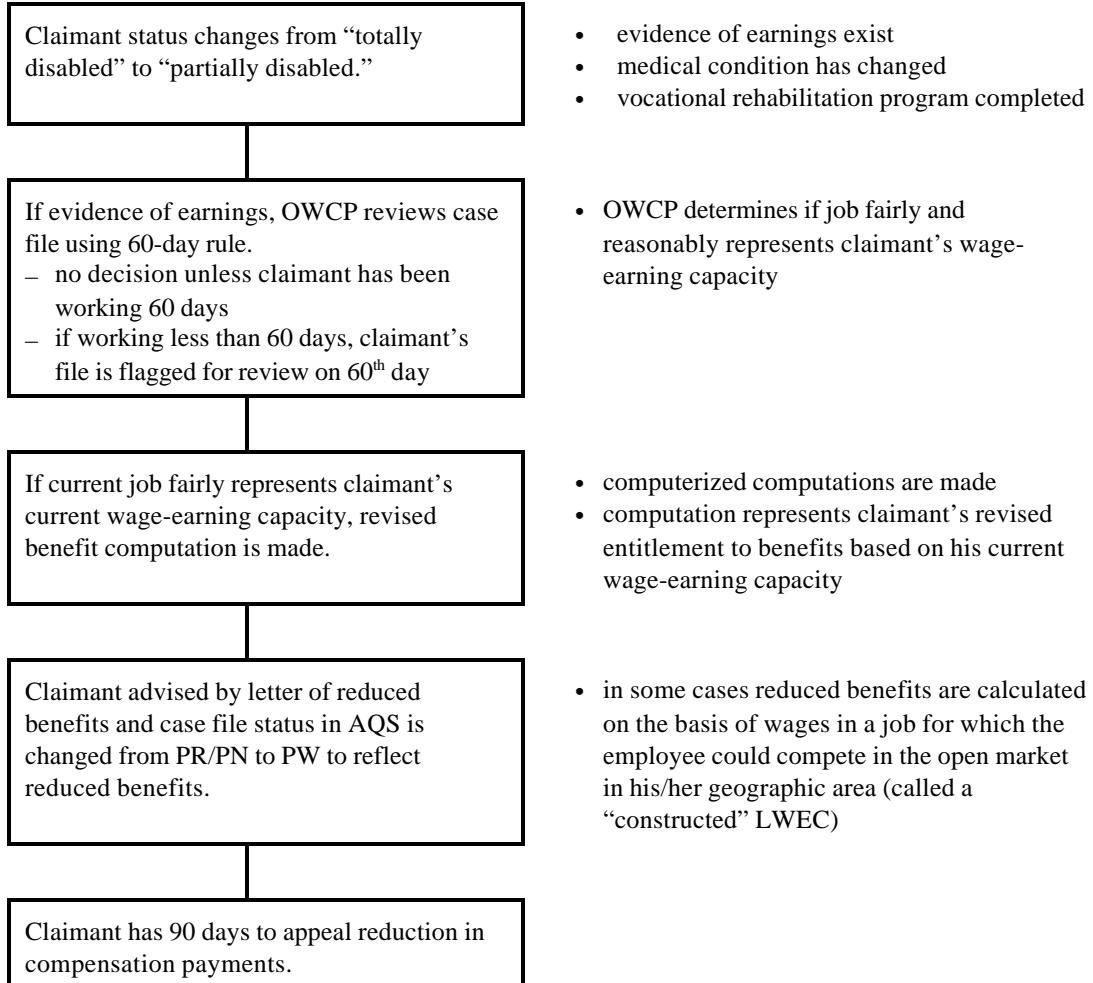 Claimant status changes from “totally
disabled” to “partially disabled.”
• evidence of earnings exist
• medical condition has changed
• vocational rehabilitation program completed
If evidence of earnings, OWCP reviews case
file using 60-day rule.
– no decision unless claimant has been
working 60 days
– if working less than 60 days, claimant’s
file is flagged for review on 60th day
• OWCP determines if job fairly and
reasonably represents claimant’s wage-
earning capacity
If current job fairly represents claimant’s
current wage-earning capacity, revised
benefit computation is made.
• computerized computations are made
• computation represents claimant’s revised
entitlement to benefits based on his current
wage-earning capacity
Claimant advised by letter of reduced
benefits and case file status in AQS is
changed from PR/PN to PW to reflect
reduced benefits.
• in some cases reduced benefits are calculated
on the basis of wages in a job for which the
employee could compete in the open market
in his/her geographic area (called a
“constructed” LWEC)
Claimant has 90 days to appeal reduction in
compensation payments.